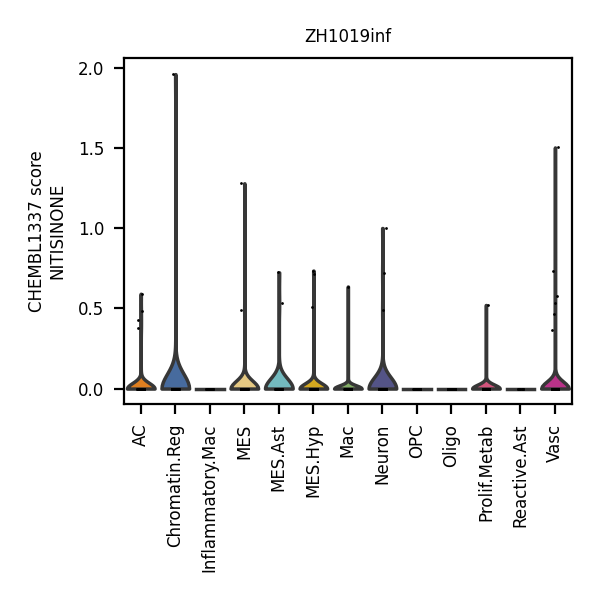 ZH1019inf
CHEMBL1337 score
NITISINONE
2.0
1.5
1.0
0.5
0.0
AC
Chromatin.Reg
Inflammatory.Mac
MES
MES.Ast
MES.Hyp
Mac
Neuron
OPC
Oligo
Prolif.Metab
Reactive.Ast
Vasc